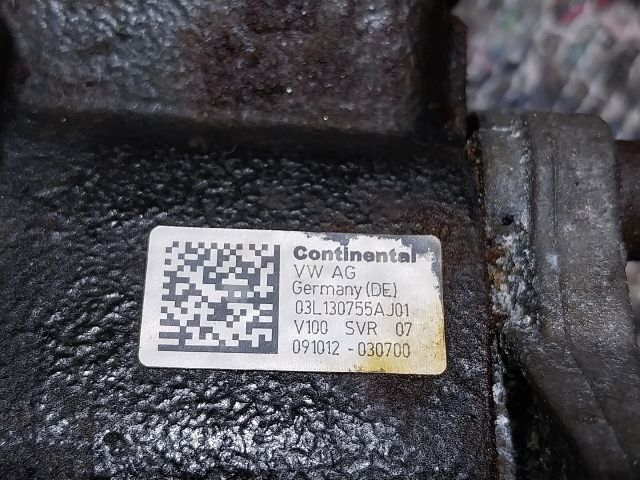 Continental
VW AG
Germany (DE)
03L130755AJ01
V100 SVR 07
091012 - 030700